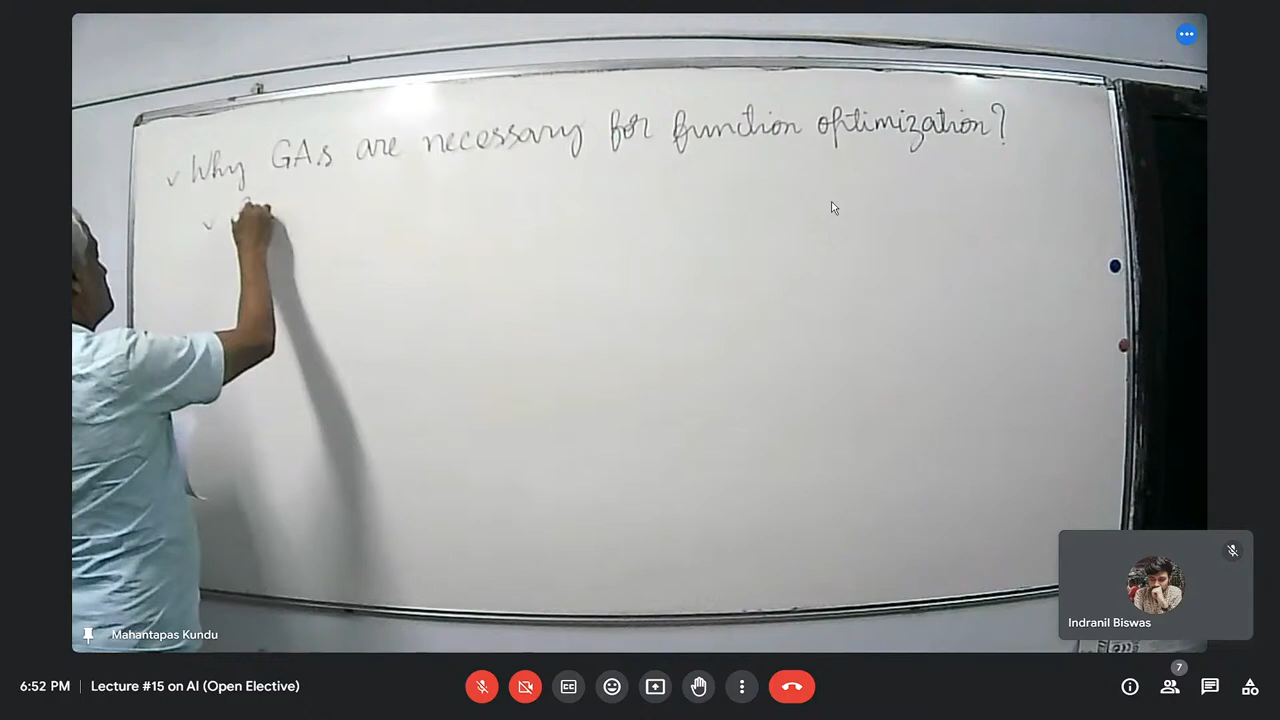 ✓ Why GAs are necessary for function optimization?
✓
Mahantapas Kundu
Indranil Biswas
6:52 PM | Lecture #15 on AI (Open Elective)
7